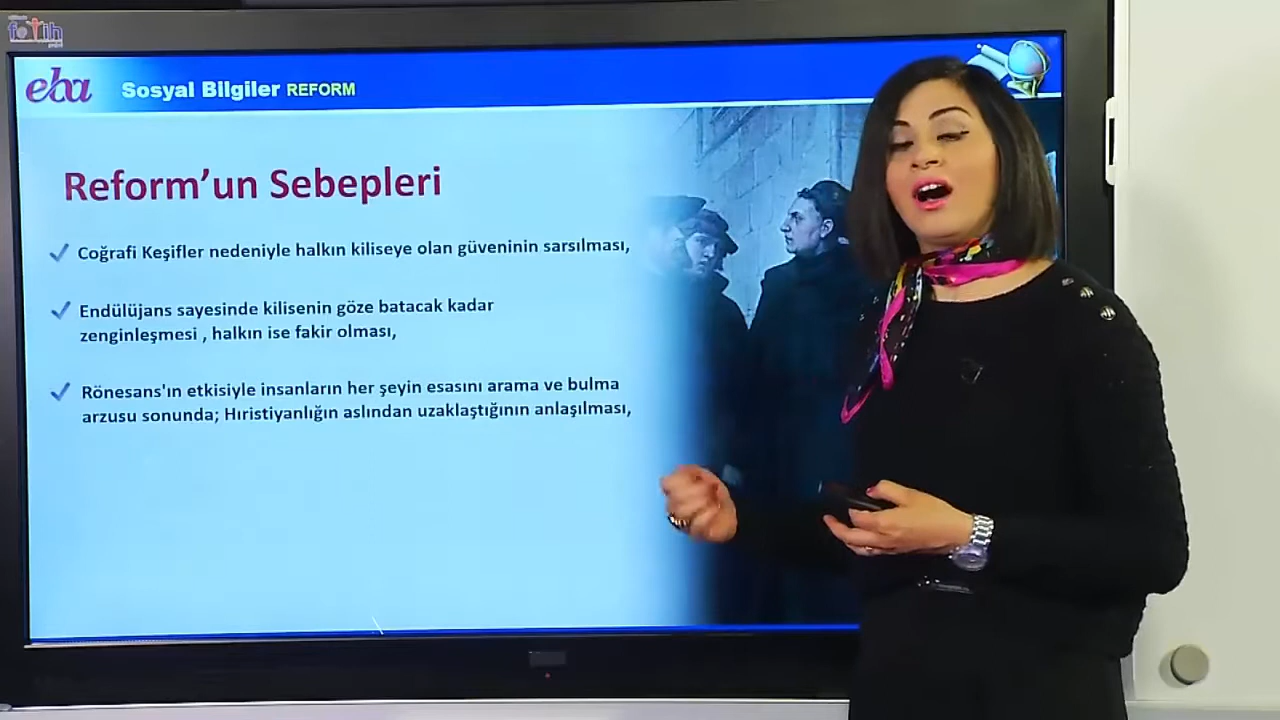 fatih
eba
Sosyal Bilgiler REFORM
Reform’un Sebepleri
Coğrafi Keşifler nedeniyle halkın kiliseye olan güveninin sarsılması,
Endülüjans sayesinde kilisenin göze batacak kadar
zenginleşmesi , halkın ise fakir olması,
Rönesans'ın etkisiyle insanların her şeyin esasını arama ve bulma
arzusu sonunda; Hıristiyanlığın aslından uzaklaştığının anlaşılması,